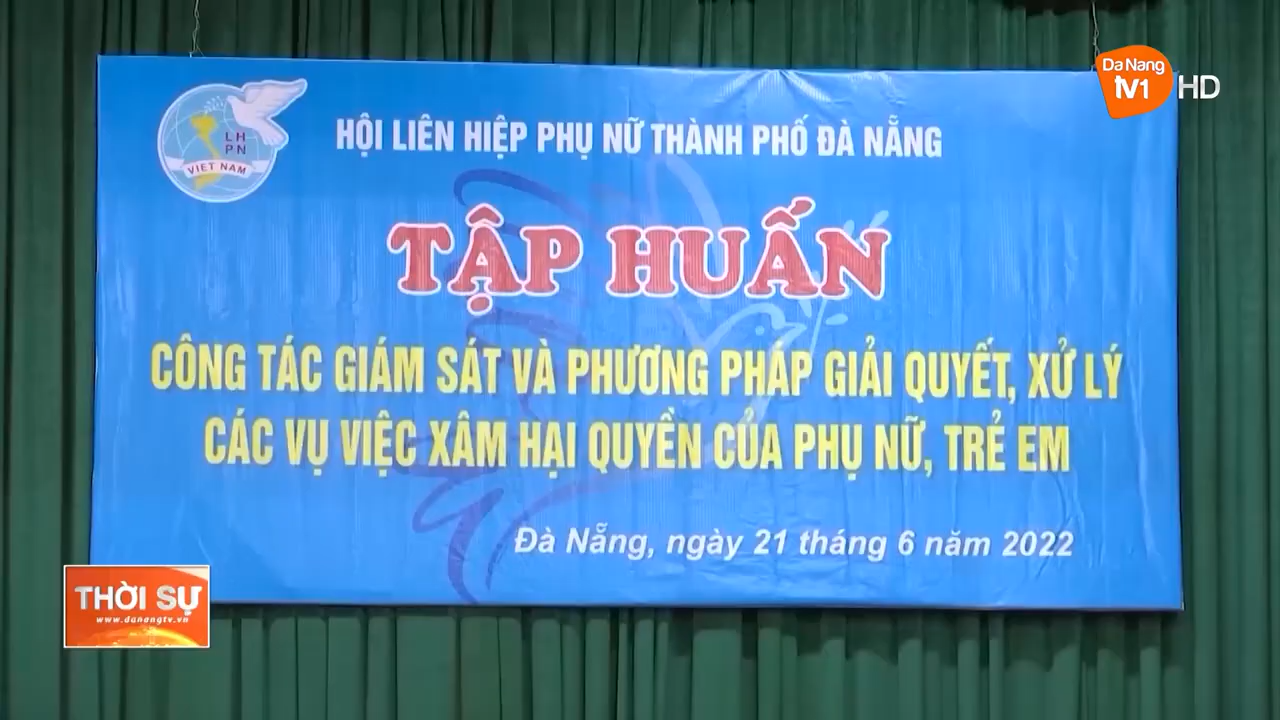 Da Nang
tv1 HD
LH
PN
VIỆT NAM
HỘI LIÊN HIỆP PHỤ NỮ THÀNH PHỐ ĐÀ NẴNG
TẬP HUẤN
CÔNG TÁC GIÁM SÁT VÀ PHƯƠNG PHÁP GIẢI QUYẾT, XỬ LÝ
CÁC VỤ VIỆC XÂM HẠI QUYỀN CỦA PHỤ NỮ, TRẺ EM
Đà Nẵng, ngày 21 tháng 6 năm 2022
THỜI SỰ
www.danangtv.vn